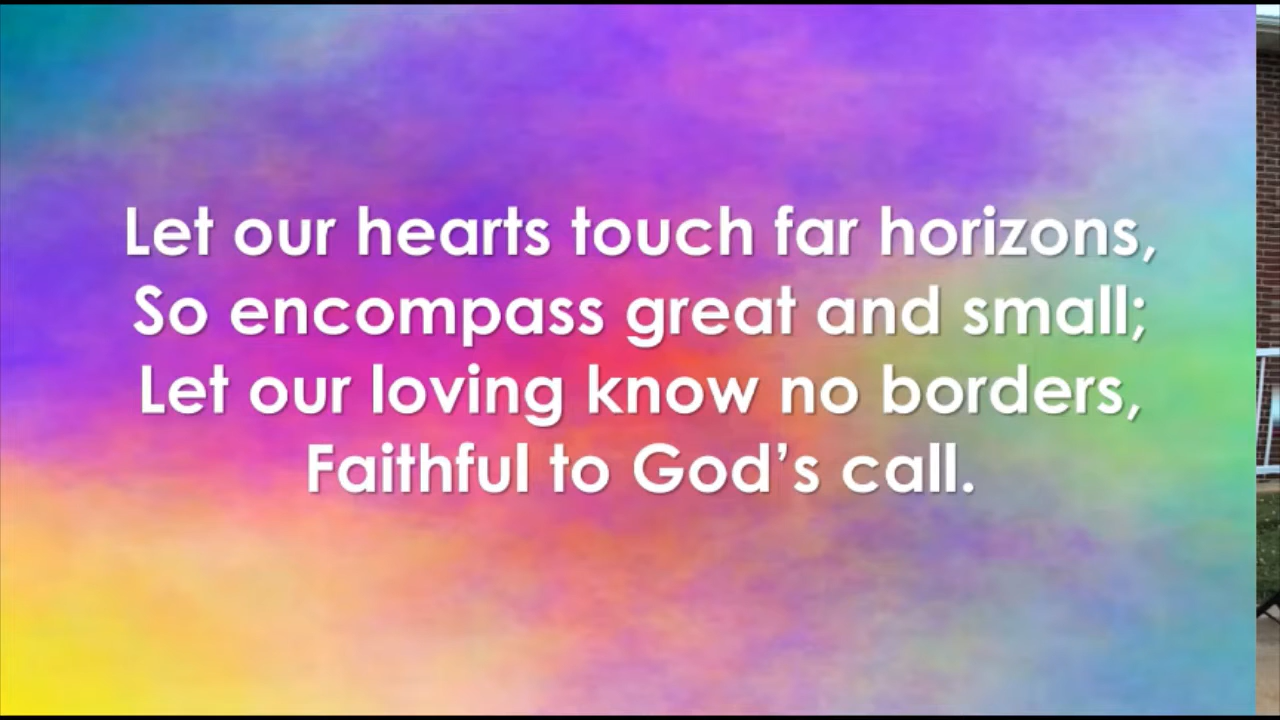 Let our hearts touch far horizons,
So encompass great and small;
Let our loving know no borders,
Faithful to God’s call.